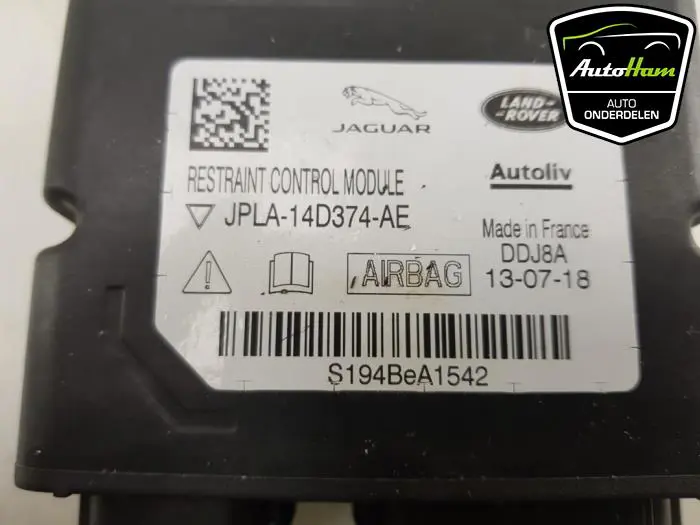 AutoHam
AUTO
ONDERDELEN
JAGUAR
LAND-
ROVER
RESTRAINT CONTROL MODULE
Autoliv
JPLA-14D374-AE
Made in France
DDJ8A
AIRBAG
13-07-18
S194BeA1542